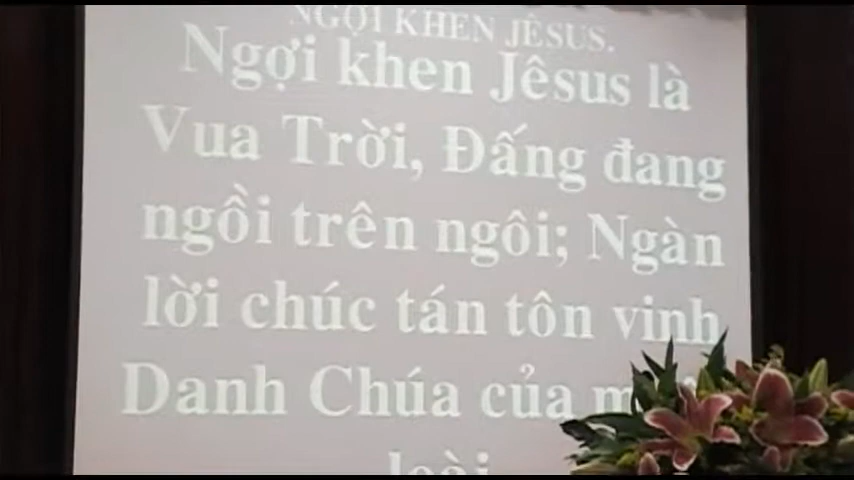 NGỢI KHEN JÊSUS.
Ngợi khen Jêsus là
Vua Trời, Đấng đang
ngồi trên ngôi; Ngàn
lời chúc tán tôn vinh
Danh Chúa của
loài